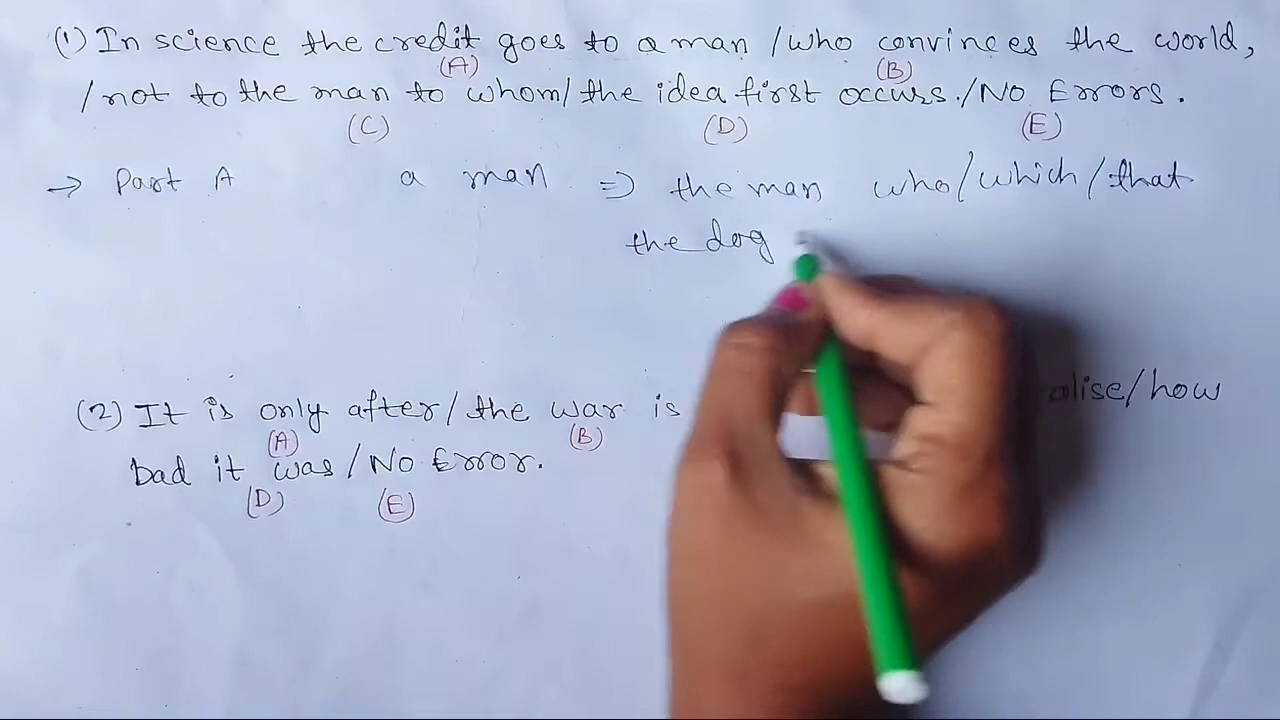 (1) In science the credit goes to a man /who convinces the world,
(A) (B)
/not to the man to whom/ the idea first occurs./No Errors.
(C) (D) (E)
→ Part A a man => the man who/which/that
the dog
(2) It is only after/ the war is alise/how
(A) (B)
bad it was/No Error.
(D) (E)